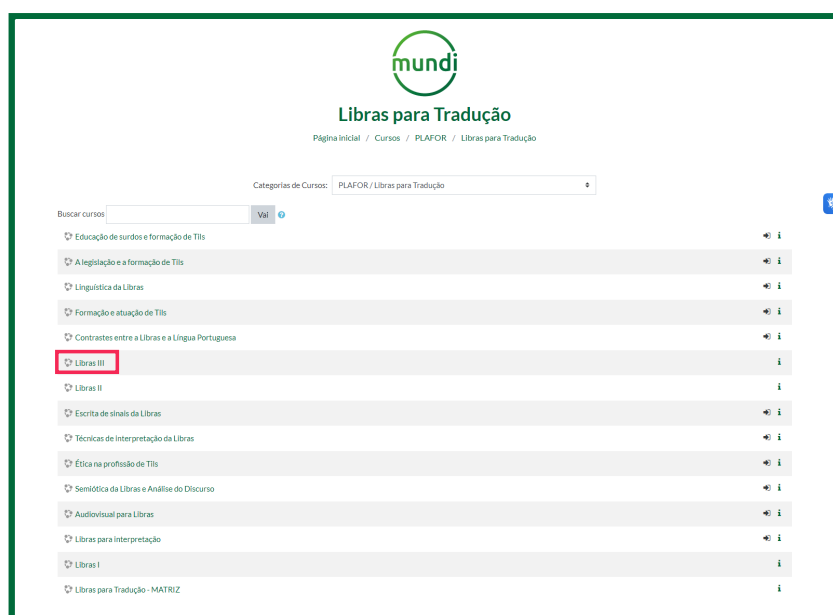 mundi
Libras para Tradução
Página inicial / Cursos / PLAFOR / Libras para Tradução
Categorias de Cursos: PLAFOR / Libras para Tradução
Buscar cursos Vai
Educação de surdos e formação de Tils
A legislação e a formação de Tils
Linguística da Libras
Formação e atuação de Tils
Contrastes entre a Libras e a Língua Portuguesa
Libras III
Libras II
Escrita de sinais da Libras
Técnicas de interpretação da Libras
Ética na profissão de Tils
Semiótica da Libras e Análise do Discurso
Audiovisual para Libras
Libras para interpretação
Libras I
Libras para Tradução - MATRIZ